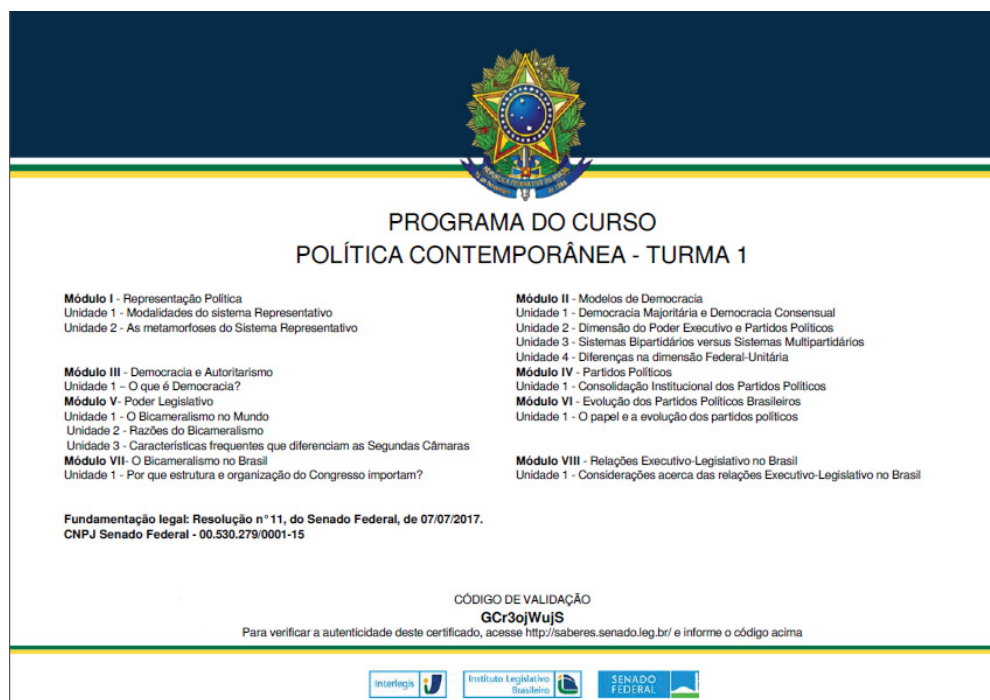 REPÚBLICA FEDERATIVA DO BRASIL
15 de Novembro de 1889
PROGRAMA DO CURSO
POLÍTICA CONTEMPORÂNEA - TURMA 1
Módulo I - Representação Política
Unidade 1 - Modalidades do sistema Representativo
Unidade 2 - As metamorfoses do Sistema Representativo
Módulo II - Modelos de Democracia
Unidade 1 - Democracia Majoritária e Democracia Consensual
Unidade 2 - Dimensão do Poder Executivo e Partidos Políticos
Unidade 3 - Sistemas Bipartidários versus Sistemas Multipartidários
Unidade 4 - Diferenças na dimensão Federal-Unitária
Módulo III - Democracia e Autoritarismo
Unidade 1 – O que é Democracia?
Módulo IV - Partidos Políticos
Unidade 1 - Consolidação Institucional dos Partidos Políticos
Módulo V- Poder Legislativo
Unidade 1 - O Bicameralismo no Mundo
Unidade 2 - Razões do Bicameralismo
Unidade 3 - Características frequentes que diferenciam as Segundas Câmaras
Módulo VI - Evolução dos Partidos Políticos Brasileiros
Unidade 1 - O papel e a evolução dos partidos políticos
Módulo VII- O Bicameralismo no Brasil
Unidade 1 - Por que estrutura e organização do Congresso importam?
Módulo VIII - Relações Executivo-Legislativo no Brasil
Unidade 1 - Considerações acerca das relações Executivo-Legislativo no Brasil
Fundamentação legal: Resolução n°11, do Senado Federal, de 07/07/2017.
CNPJ Senado Federal - 00.530.279/0001-15
CÓDIGO DE VALIDAÇÃO
GCr3ojWujS
Para verificar a autenticidade deste certificado, acesse http://saberes.senado.leg.br/ e informe o código acima
interlegis
Instituto Legislativo
Brasileiro
SENADO
FEDERAL